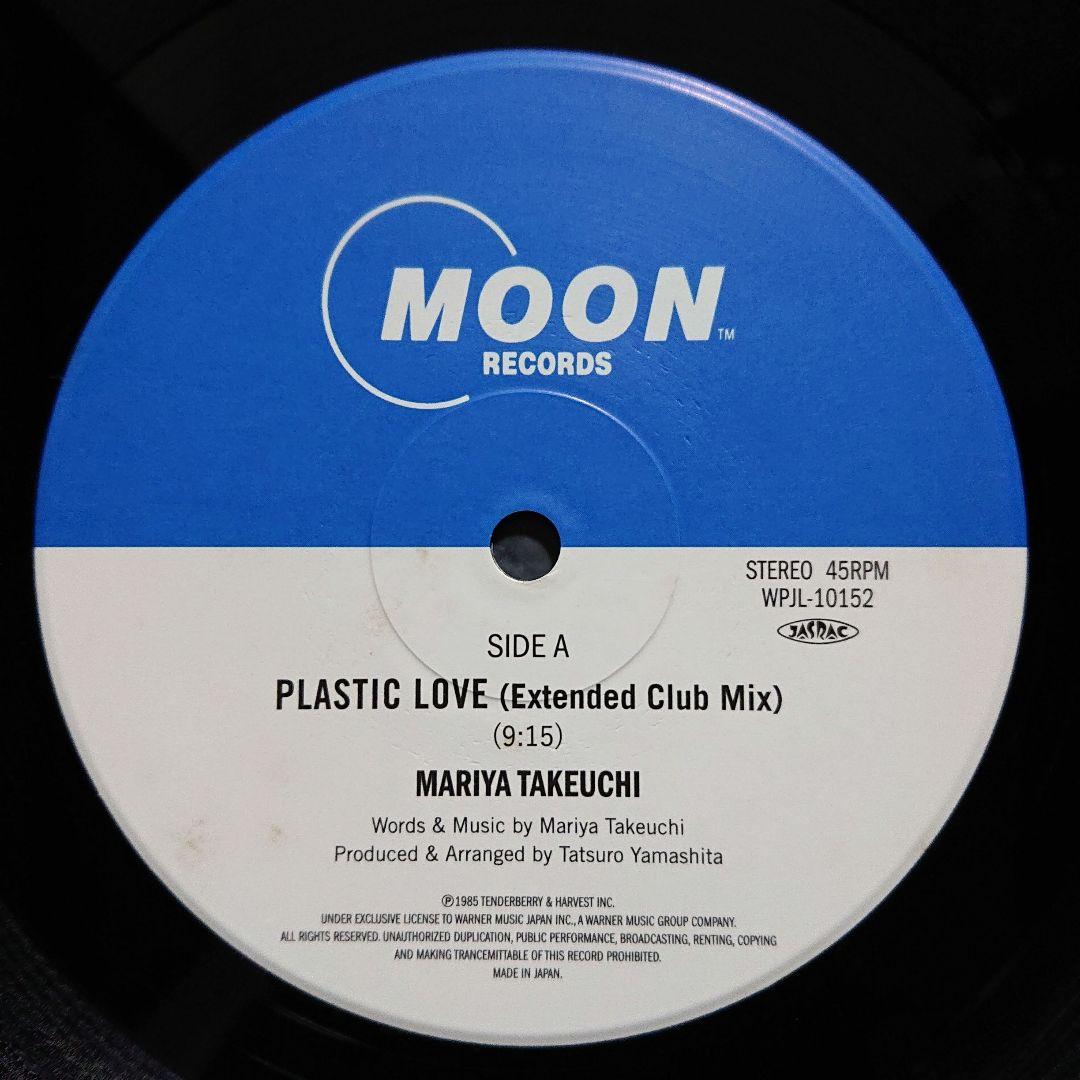 MOON TM
RECORDS
STEREO 45RPM
WPJL-10152
JASRAC
SIDE A
PLASTIC LOVE (Extended Club Mix)
(9:15)
MARIYA TAKEUCHI
Words & Music by Mariya Takeuchi
Produced & Arranged by Tatsuro Yamashita
℗1985 TENDERBERRY & HARVEST INC.
UNDER EXCLUSIVE LICENSE TO WARNER MUSIC JAPAN INC., A WARNER MUSIC GROUP COMPANY.
ALL RIGHTS RESERVED. UNAUTHORIZED DUPLICATION, PUBLIC PERFORMANCE, BROADCASTING, RENTING, COPYING
AND MAKING TRANCEMITTABLE OF THIS RECORD PROHIBITED.
MADE IN JAPAN.